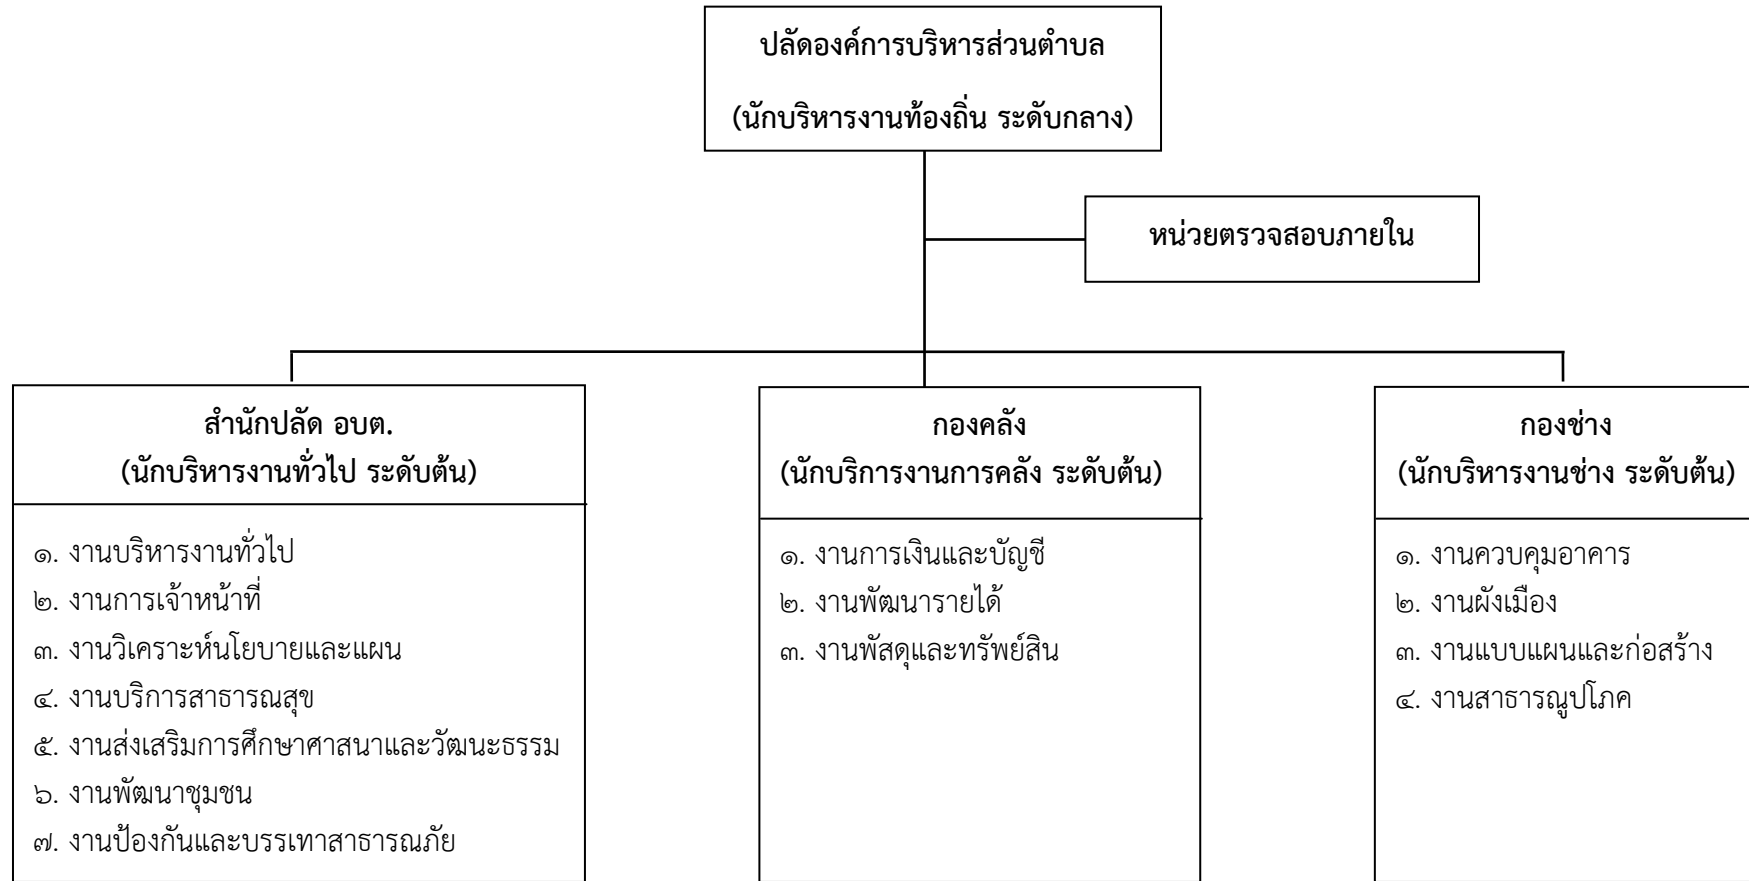 ปลัดองค์การบริหารส่วนตำบล
(นักบริหารงานท้องถิ่น ระดับกลาง)
หน่วยตรวจสอบภายใน
สำนักปลัด อบต.
(นักบริหารงานทั่วไป ระดับต้น)
๑. งานบริหารงานทั่วไป
๒. งานการเจ้าหน้าที่
๓. งานวิเคราะห์นโยบายและแผน
๔. งานบริการสาธารณสุข
๕. งานส่งเสริมการศึกษาศาสนาและวัฒนะธรรม
๖. งานพัฒนาชุมชน
๗. งานป้องกันและบรรเทาสาธารณภัย
กองคลัง
(นักบริการงานการคลัง ระดับต้น)
๑. งานการเงินและบัญชี
๒. งานพัฒนารายได้
๓. งานพัสดุและทรัพย์สิน
กองช่าง
(นักบริหารงานช่าง ระดับต้น)
๑. งานควบคุมอาคาร
๒. งานผังเมือง
๓. งานแบบแผนและก่อสร้าง
๔. งานสาธารณูปโภค